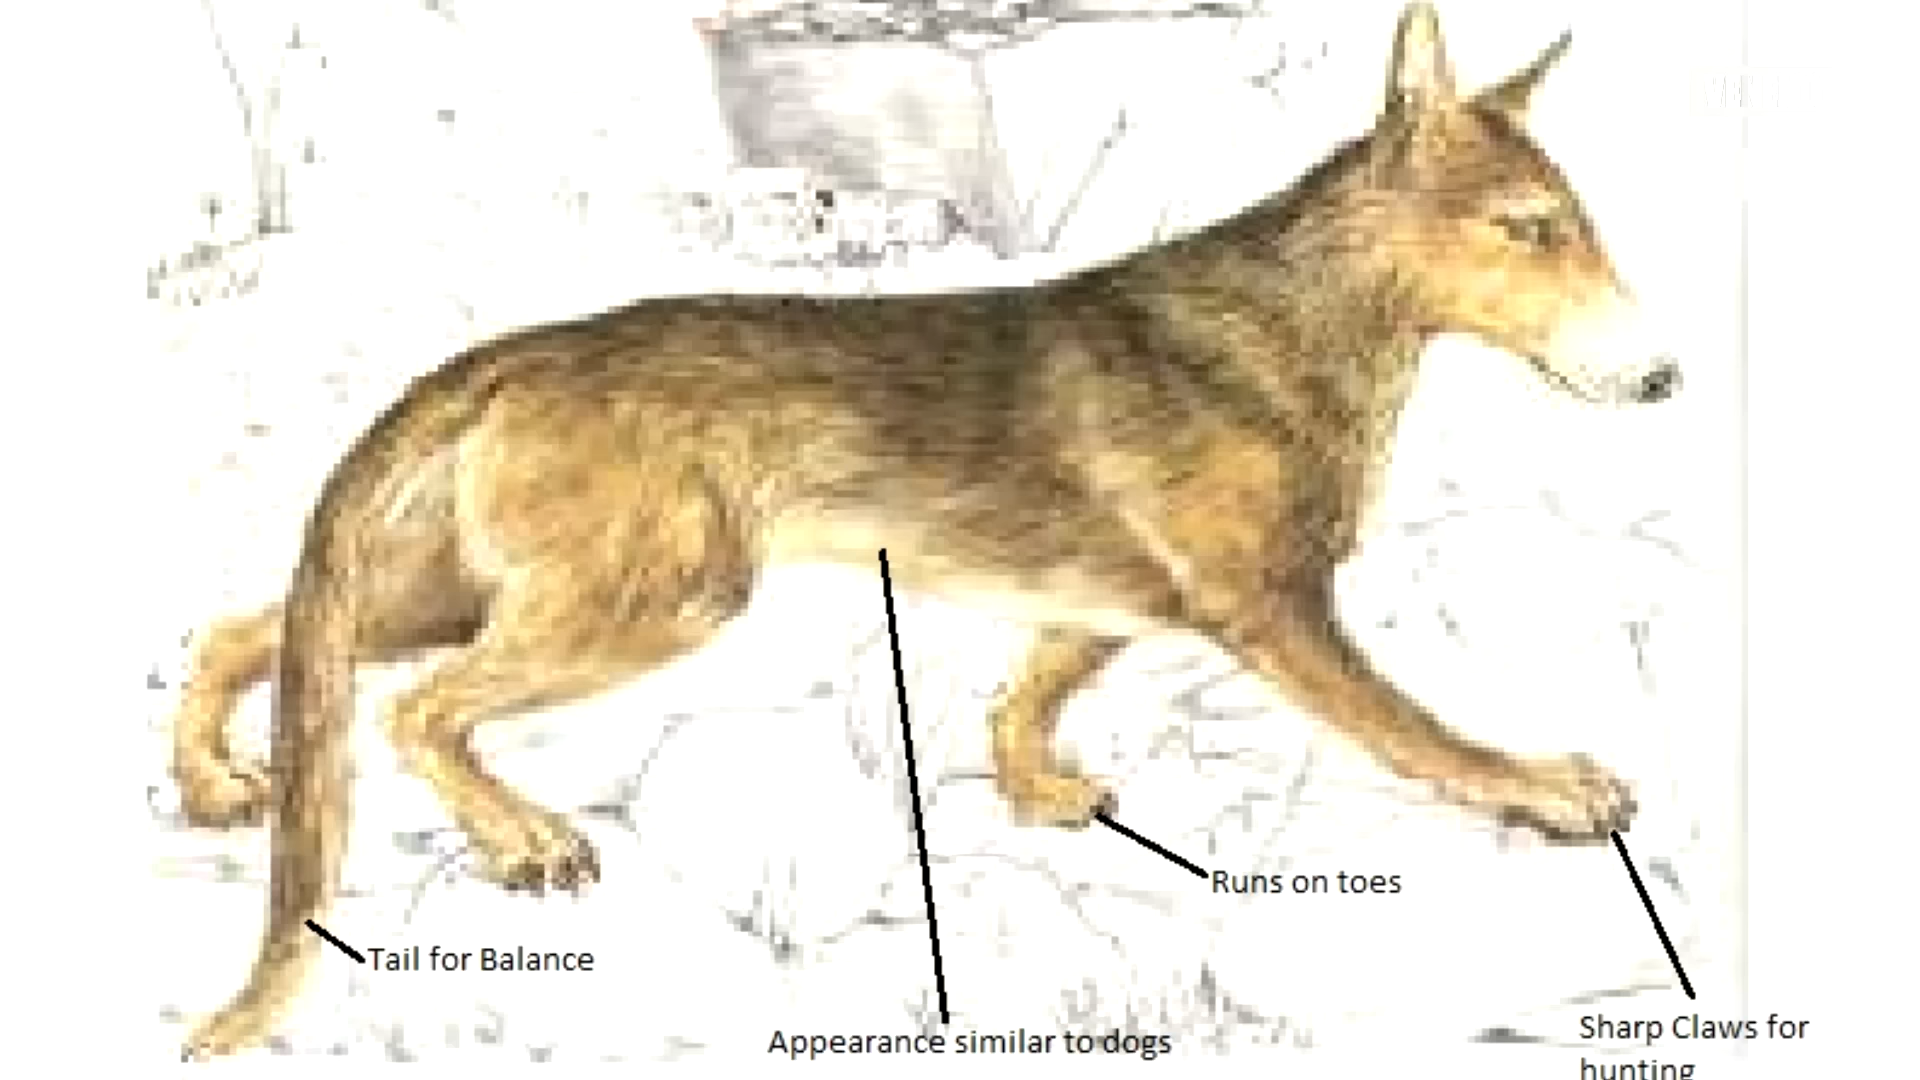 Runs on toes
Tail for Balance
Appearance similar to dogs
Sharp Claws for
hunting